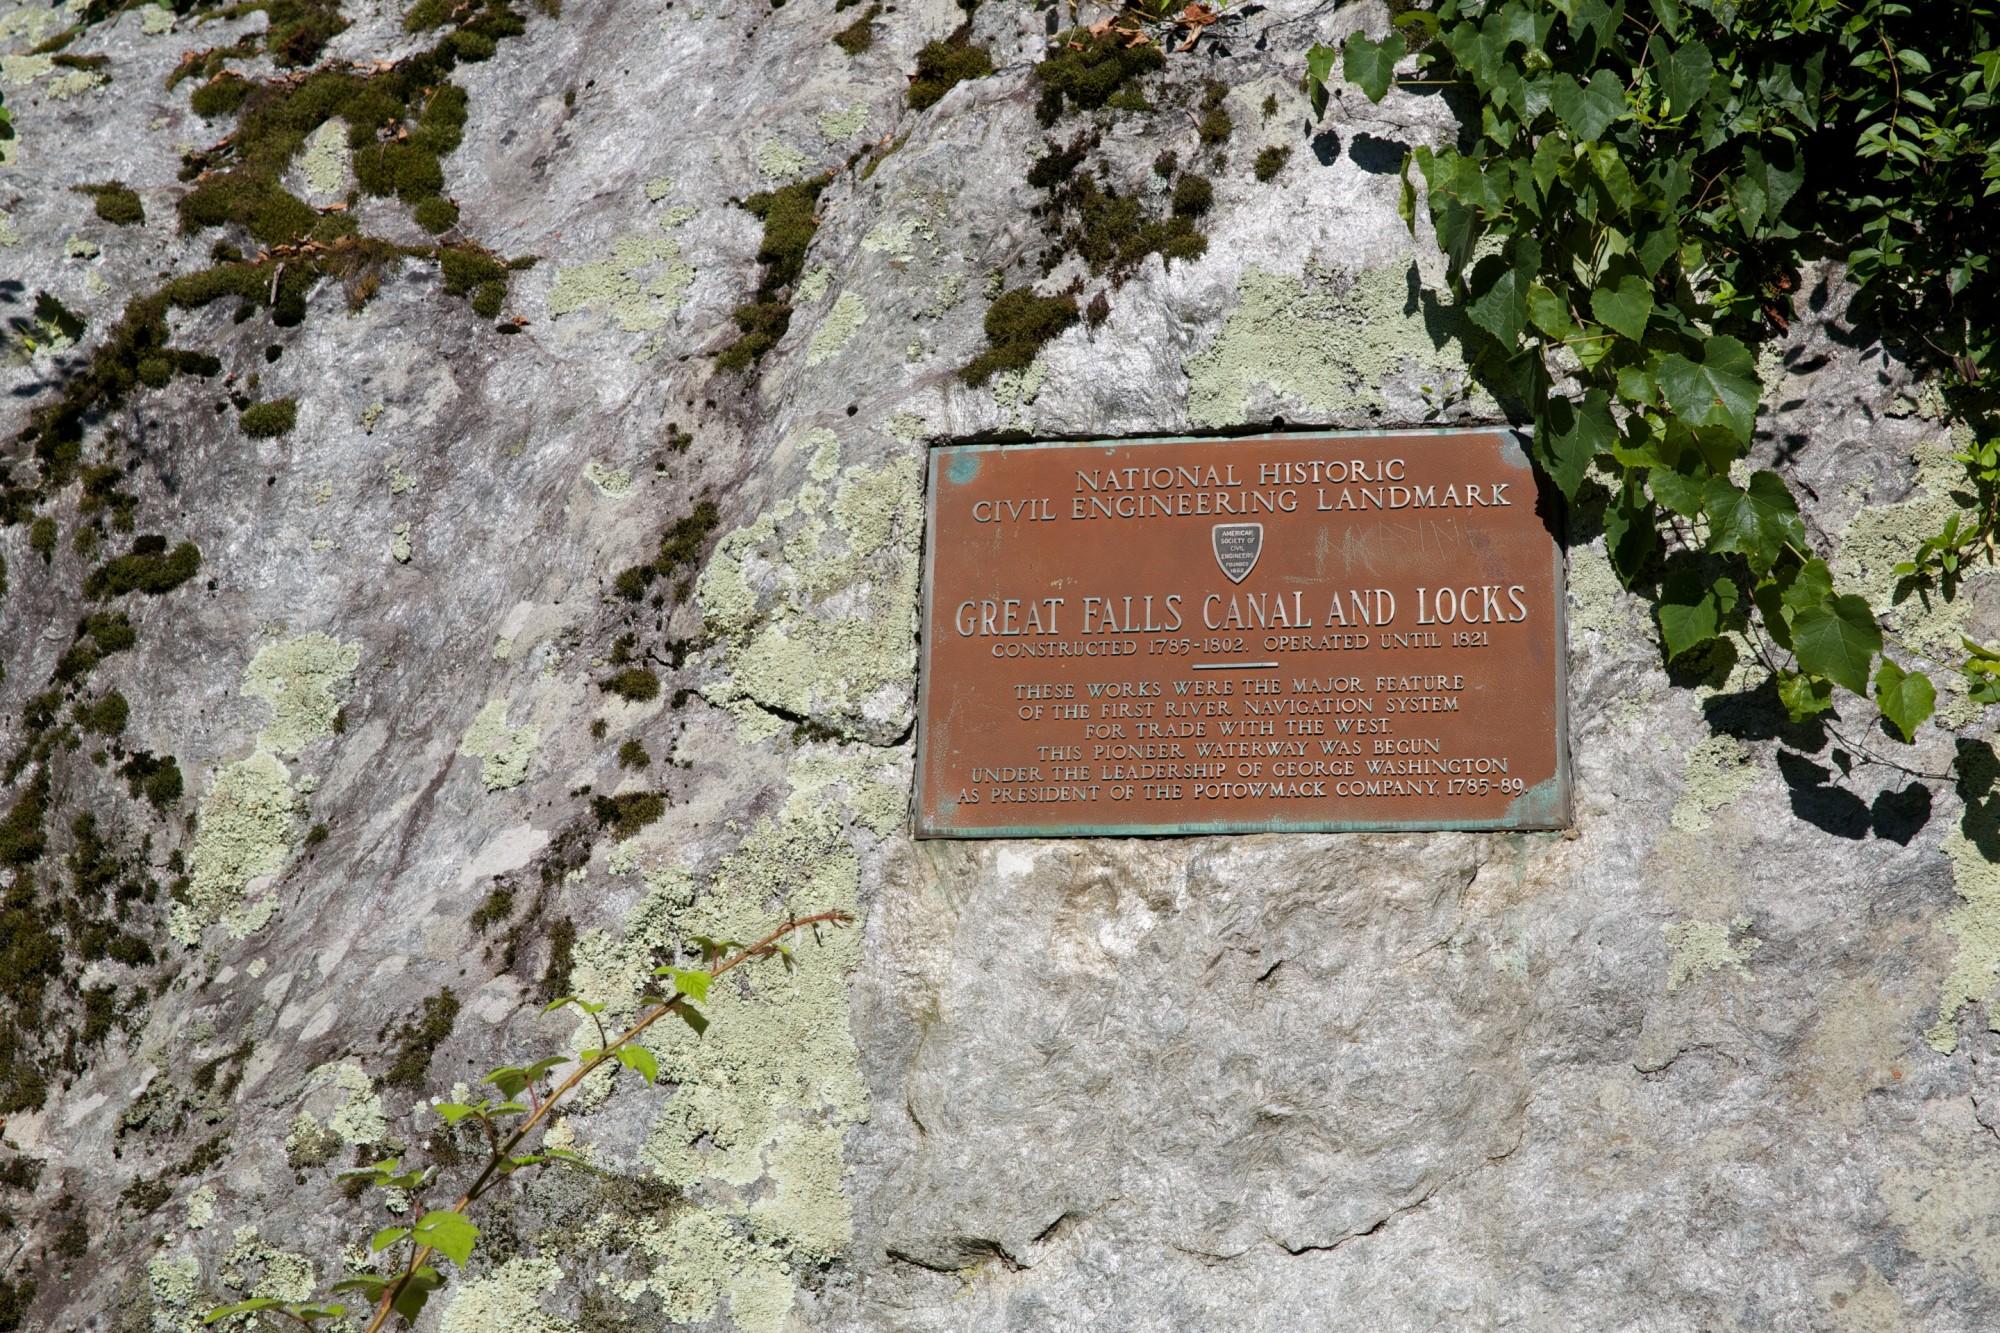 NATIONAL HISTORIC
CIVIL ENGINEERING LANDMARK
AMERICAN
SOCIETY OF
CIVIL
ENGINEERS
FOUNDED
1852
GREAT FALLS CANAL AND LOCKS
CONSTRUCTED 1785-1802. OPERATED UNTIL 1821
THESE WORKS WERE THE MAJOR FEATURE
OF THE FIRST RIVER NAVIGATION SYSTEM
FOR TRADE WITH THE WEST.
THIS PIONEER WATERWAY WAS BEGUN
UNDER THE LEADERSHIP OF GEORGE WASHINGTON
AS PRESIDENT OF THE POTOWMACK COMPANY, 1785-89.